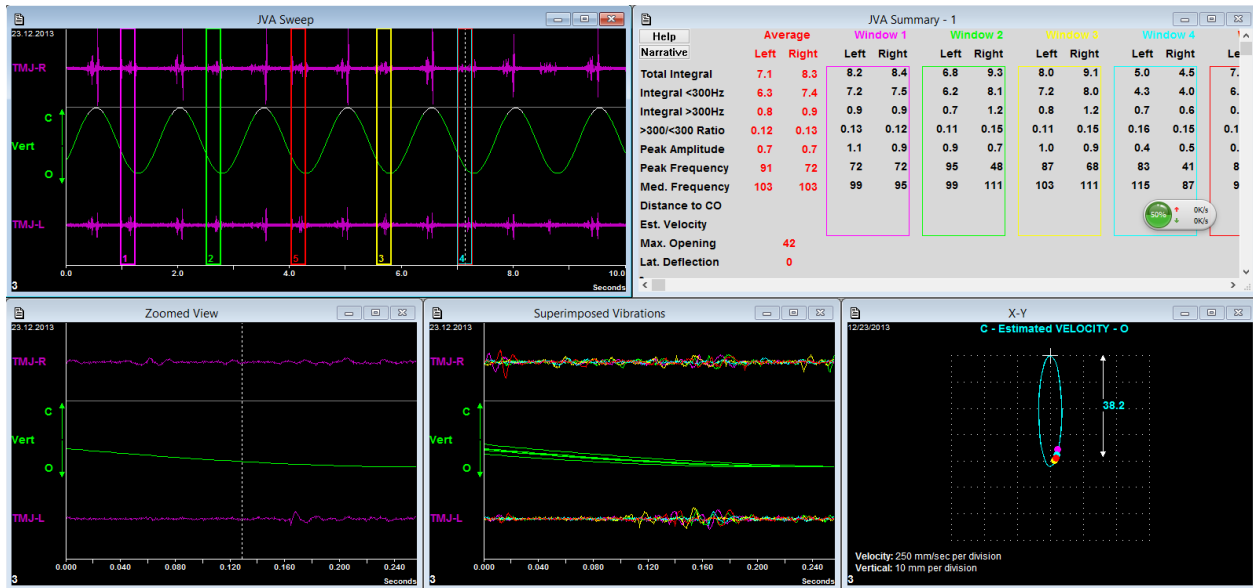 JVA Sweep
23.12.2013
TMJ-R
C
Vert
O
TMJ-L
1
2
5
3
4
0.0
2.0
4.0
6.0
8.0
10.0
Seconds
3
JVA Summary - 1
Help
Narrative
Average Window 1 Window 2 Window 3 Window 4
Left Right Left Right Left Right Left Right Left Right Le
Total Integral 7.1 8.3 8.2 8.4 6.8 9.3 8.0 9.1 5.0 4.5 7.
Integral <300Hz 6.3 7.4 7.2 7.5 6.7 8.1 7.2 8.0 4.3 4.0 6.
Integral >300Hz 0.8 0.9 0.9 0.9 0.7 1.2 0.8 1.2 0.7 0.6 0.
>300/<300 Ratio 0.12 0.13 0.13 0.12 0.11 0.15 0.11 0.15 0.16 0.15 0.1
Peak Amplitude 0.7 0.7 1.1 0.9 0.9 0.7 1.0 0.9 0.4 0.5 0.
Peak Frequency 91 72 72 72 95 48 87 68 83 41 8
Med. Frequency 103 103 99 95 99 111 103 111 115 87 9
Distance to CO
Est. Velocity
Max. Opening 42
Lat. Deflection 0
50%
0K/s
0K/s
Zoomed View
23.12.2013
TMJ-R
C
Vert
O
TMJ-L
0.000 0.040 0.080 0.120 0.160 0.200 0.240
Seconds
3
Superimposed Vibrations
23.12.2013
TMJ-R
C
Vert
O
TMJ-L
0.000 0.040 0.080 0.120 0.160 0.200 0.240
Seconds
3
X-Y
12/23/2013
C - Estimated VELOCITY - O
38.2
Velocity: 250 mm/sec per division
Vertical: 10 mm per division
3